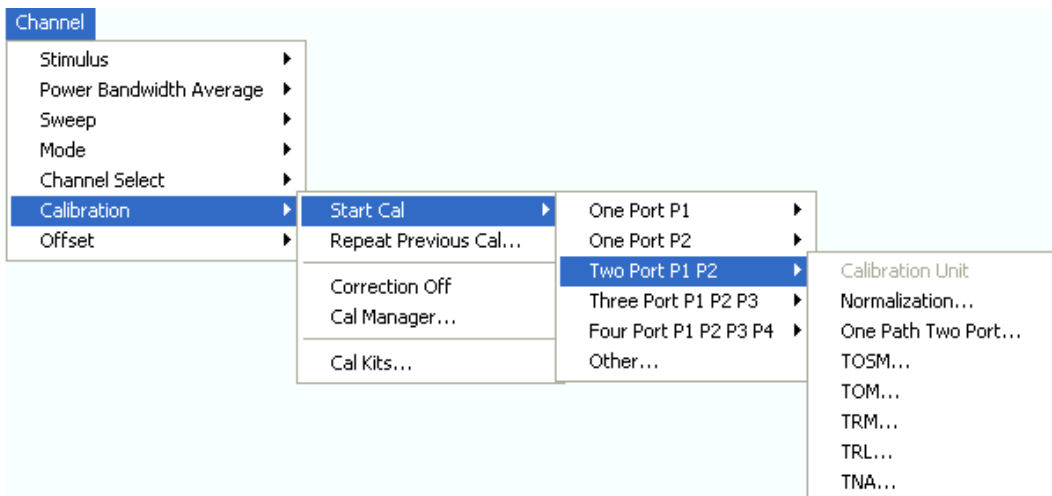 Channel
Stimulus
Power Bandwidth Average
Sweep
Mode
Channel Select
Calibration
Offset
Start Cal
Repeat Previous Cal...
Correction Off
Cal Manager...
Cal Kits...
One Port P1
One Port P2
Two Port P1 P2
Three Port P1 P2 P3
Four Port P1 P2 P3 P4
Other...
Calibration Unit
Normalization...
One Path Two Port...
TOSM...
TOM...
TRM...
TRL...
TNA...